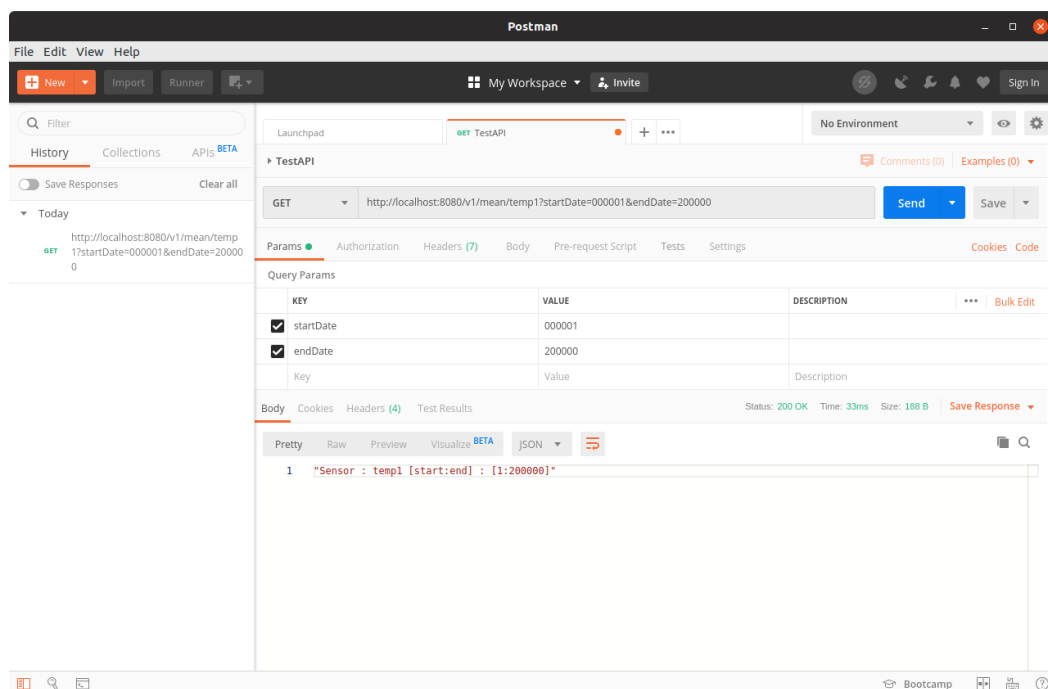 Postman
File Edit View Help
New Import Runner My Workspace Invite Sign In
Filter
History Collections APIs BETA
Save Responses Clear all
Today
GET http://localhost:8080/v1/mean/temp
1?startDate=000001&endDate=20000
0
Launchpad GET TestAPI No Environment
TestAPI Comments (0) Examples (0)
GET http://localhost:8080/v1/mean/temp1?startDate=000001&endDate=200000 Send Save
Params Authorization Headers (7) Body Pre-request Script Tests Settings Cookies Code
Query Params
KEY VALUE DESCRIPTION Bulk Edit
startDate 000001
endDate 200000
Key Value Description
Body Cookies Headers (4) Test Results Status: 200 OK Time: 33ms Size: 188 B Save Response
Pretty Raw Preview Visualize BETA JSON
1 "Sensor : temp1 [start:end] : [1:200000]"
Bootcamp